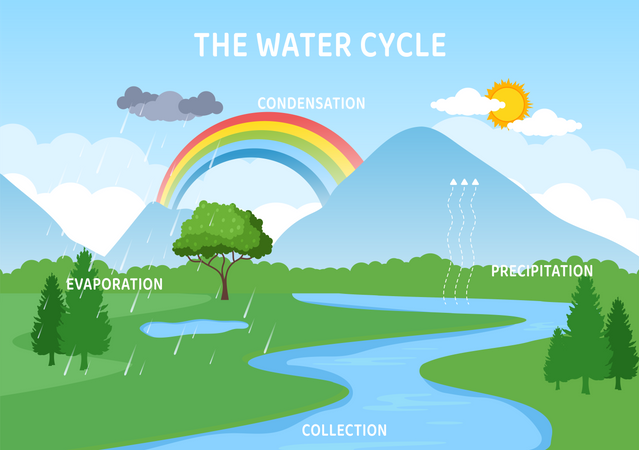 THE WATER CYCLE
CONDENSATION
PRECIPITATION
EVAPORATION
COLLECTION